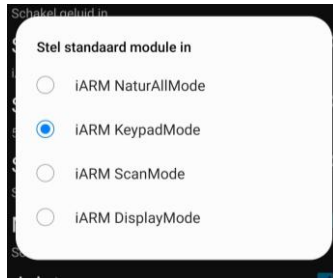 Schakel geluid in
Stel standaard module in
iARM NaturAllMode
iARM KeypadMode
iARM ScanMode
iARM DisplayMode